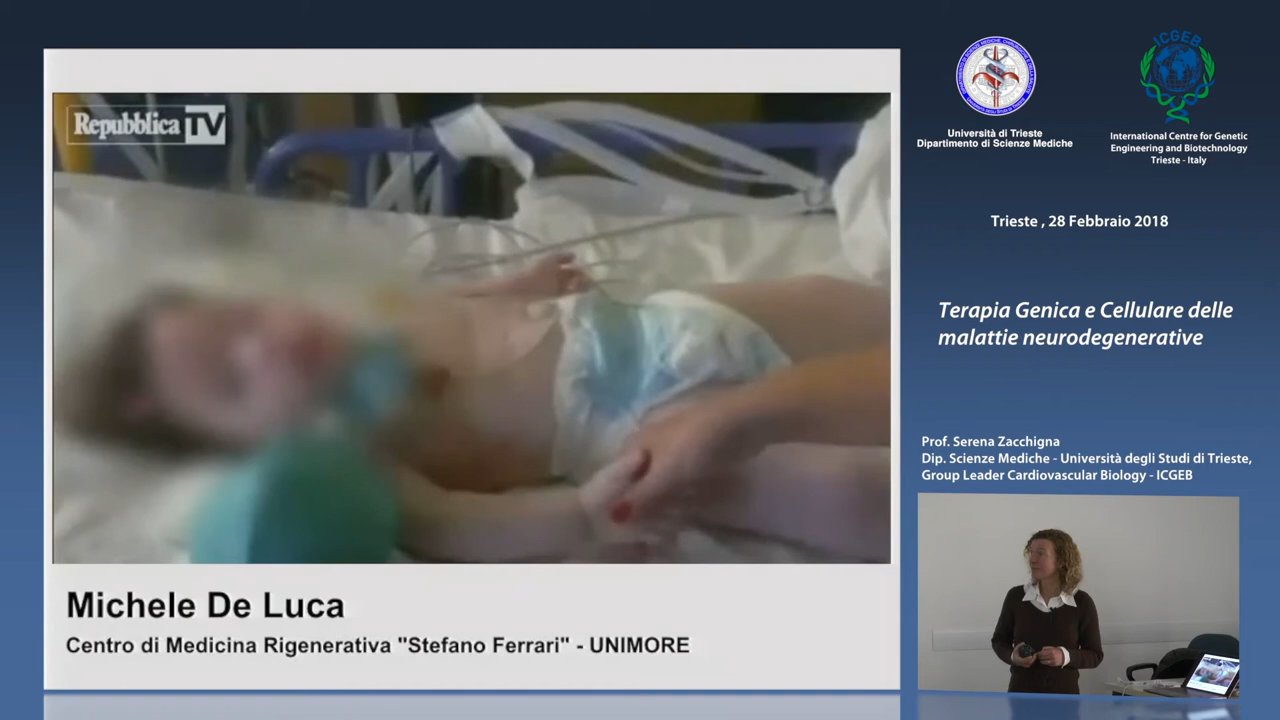 Repubblica TV
Michele De Luca
Centro di Medicina Rigenerativa "Stefano Ferrari" - UNIMORE
Università di Trieste
Dipartimento di Scienze Mediche
ICGEB
International Centre for Genetic
Engineering and Biotechnology
Trieste - Italy
Trieste , 28 Febbraio 2018
Terapia Genica e Cellulare delle
malattie neurodegenerative
Prof. Serena Zacchigna
Dip. Scienze Mediche - Università degli Studi di Trieste,
Group Leader Cardiovascular Biology - ICGEB